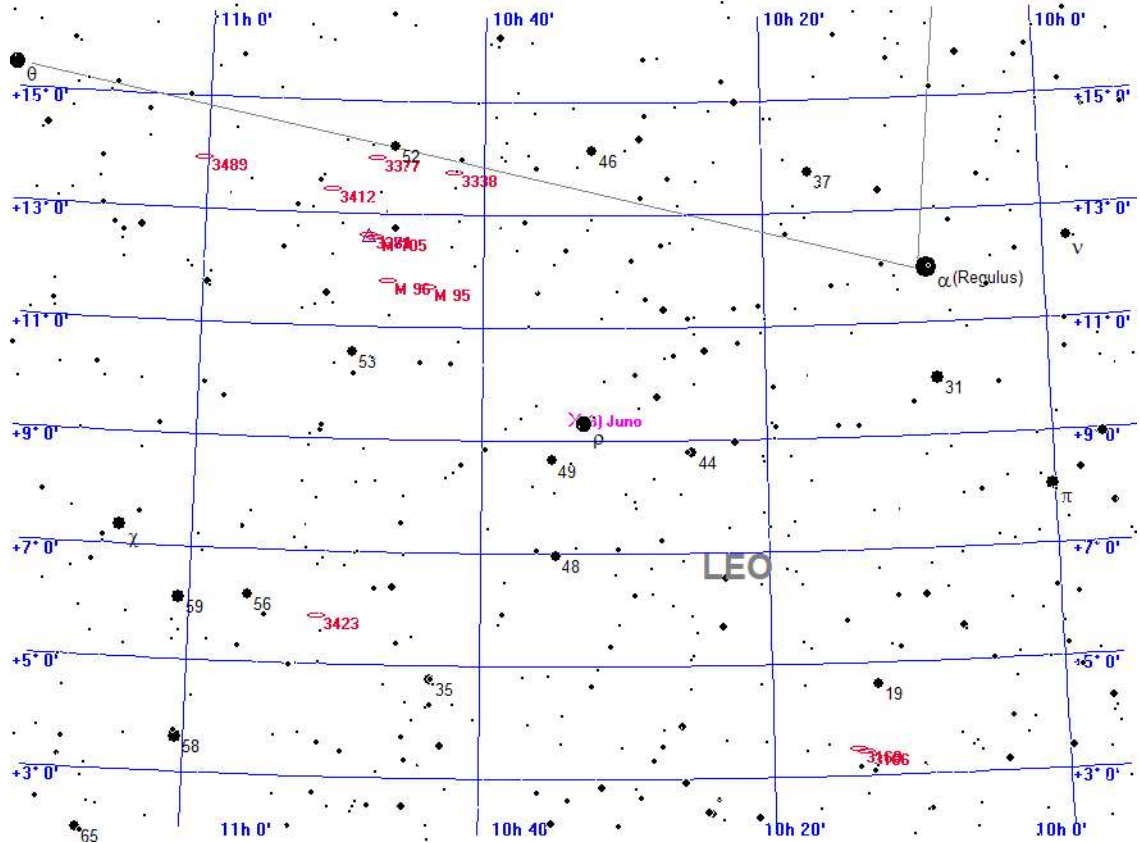 11h 0' 10h 40' 10h 20' 10h 0'
θ
+15° 0' +15° 0'
52 46
3489 3377 3338 37
3412
+13° 0' +13° 0'
ν
M 105
α (Regulus)
M 96 M 95
+11° 0' +11° 0'
53
31
Juno
+9° 0' +9° 0'
ρ
49 44
π
χ
+7° 0' +7° 0'
48 LEO
59 56
3423
+5° 0' +5° 0'
35 19
58
3166
+3° 0' +3° 0'
11h 0' 10h 40' 10h 20' 10h 0'
65